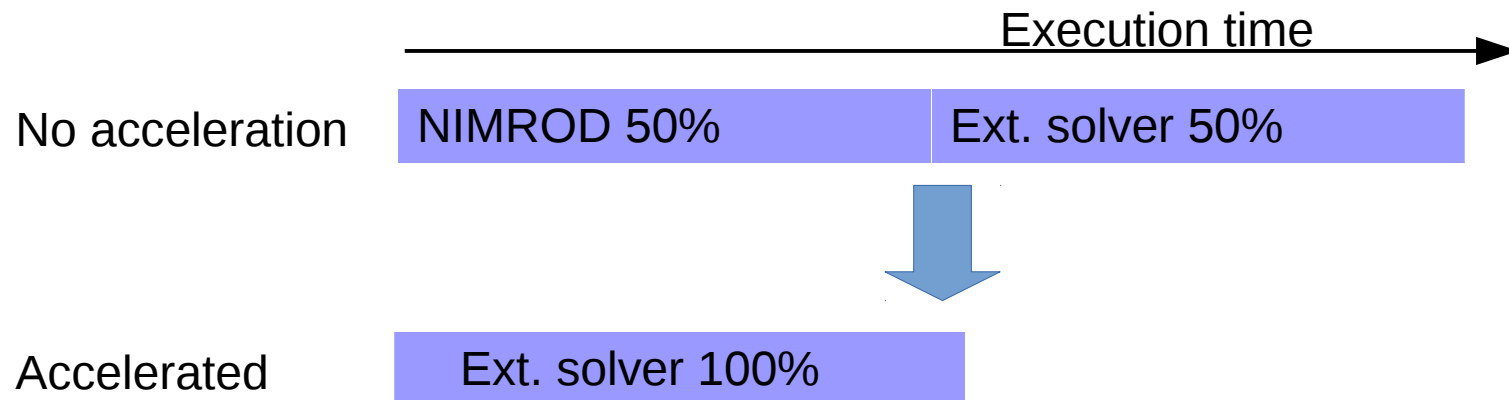 Execution time
No acceleration
NIMROD 50%
Ext. solver 50%
Accelerated
Ext. solver 100%